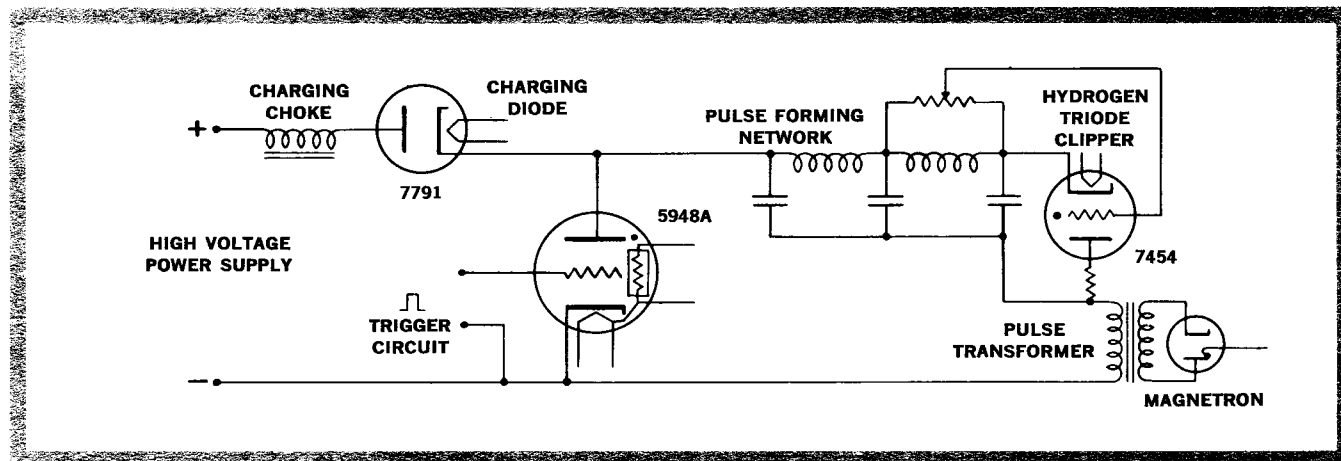 CHARGING
CHOKE
CHARGING
DIODE
7791
PULSE FORMING
NETWORK
HYDROGEN
TRIODE
CLIPPER
+
5948A
7454
HIGH VOLTAGE
POWER SUPPLY
TRIGGER
CIRCUIT
PULSE
TRANSFORMER
−
MAGNETRON